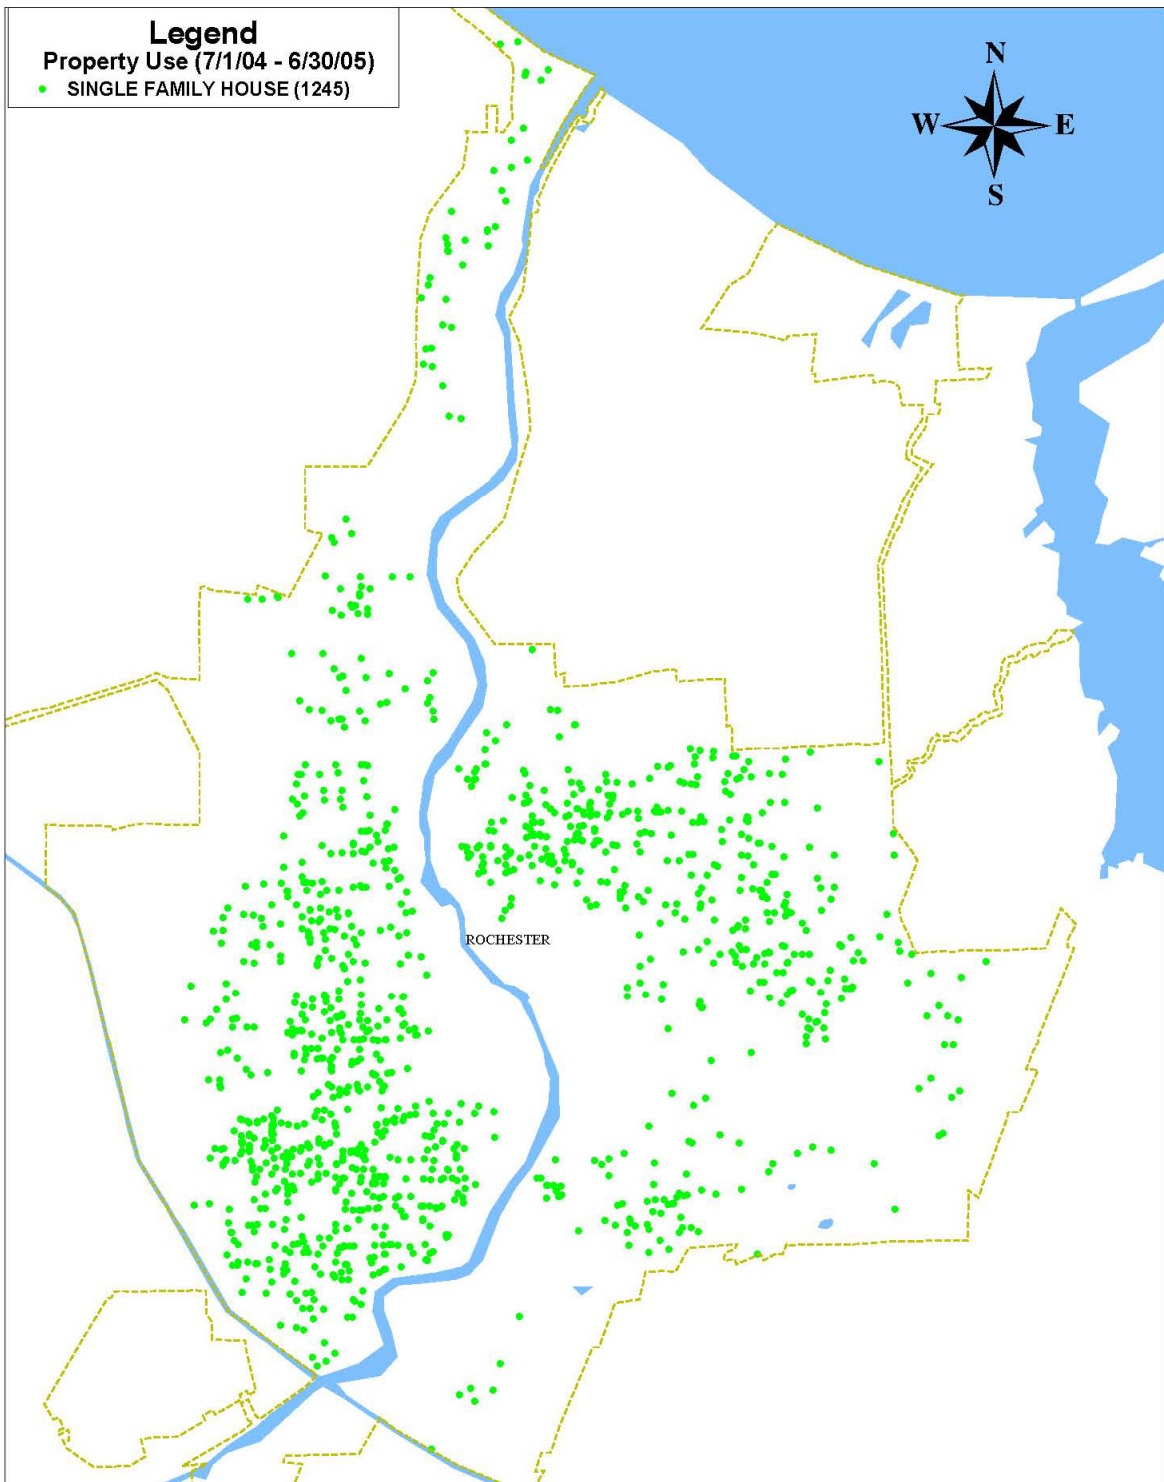 Legend
Property Use (7/1/04 - 6/30/05)
SINGLE FAMILY HOUSE (1245)
N
W E
S
ROCHESTER